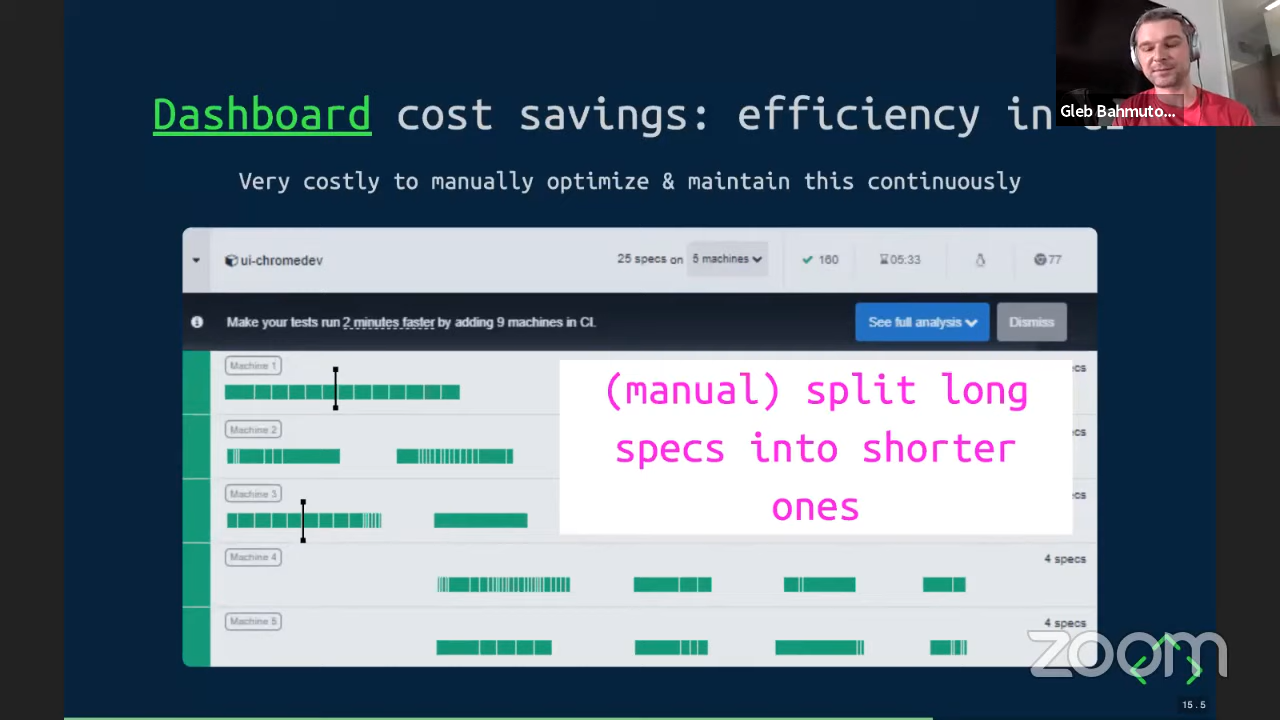 Dashboard cost savings: efficiency in CI
Gleb Bahmuto...
Very costly to manually optimize & maintain this continuously
ui-chromedev
25 specs on
5 machines
160
05:33
77
Make your tests run 2 minutes faster by adding 9 machines in CI.
See full analysis
Dismiss
Machine 1
Machine 2
Machine 3
Machine 4
4 specs
Machine 5
4 specs
(manual) split long
specs into shorter
ones
zoom
15.5